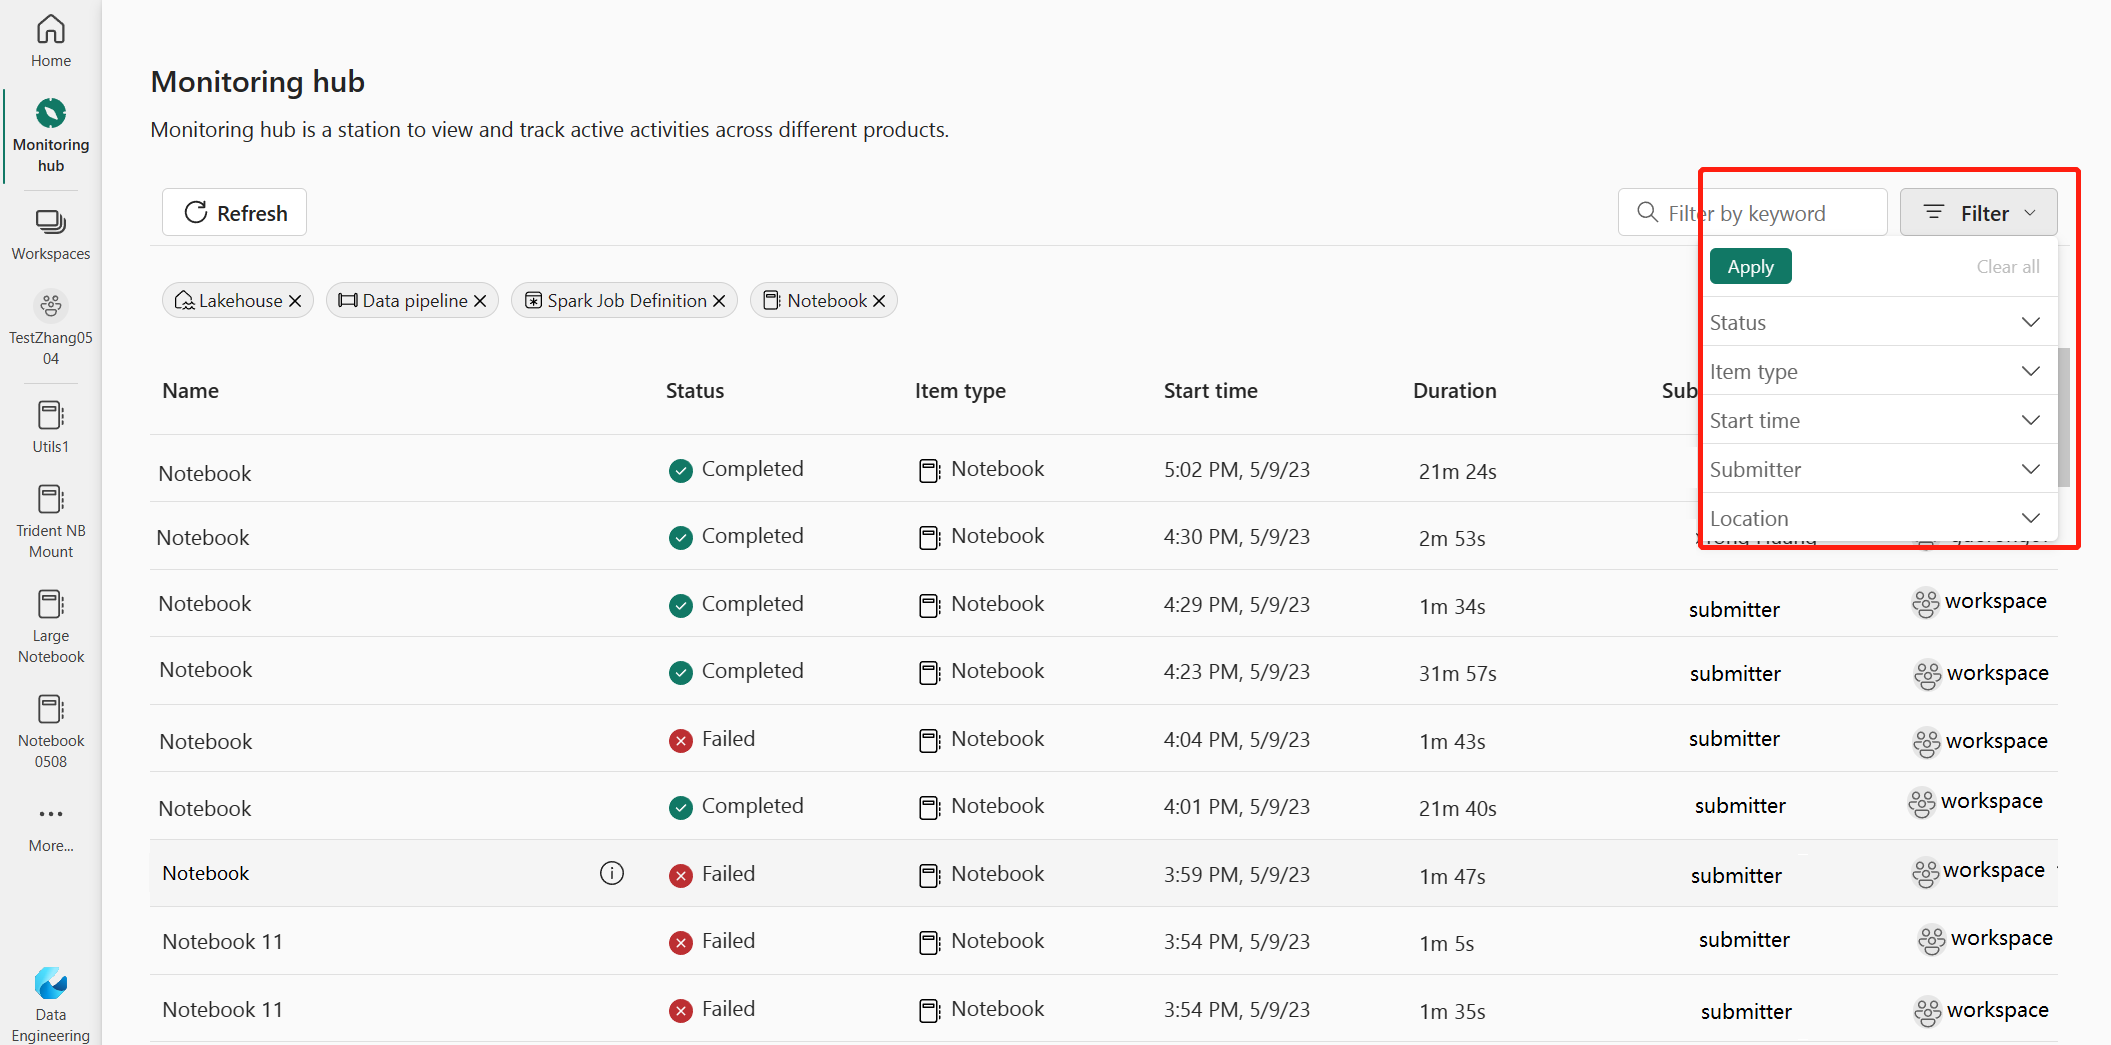 Home
Monitoring
hub
Workspaces
TestZhang05
04
Utils1
Trident NB
Mount
Large
Notebook
Notebook
0508
More...
Data
Engineering
Monitoring hub
Monitoring hub is a station to view and track active activities across different products.
Refresh
Filter by keyword
Filter
Apply
Clear all
Status
Item type
Start time
Submitter
Location
Lakehouse
Data pipeline
Spark Job Definition
Notebook
Name Status Item type Start time Duration Sub
Notebook Completed Notebook 5:02 PM, 5/9/23 21m 24s
Notebook Completed Notebook 4:30 PM, 5/9/23 2m 53s
Notebook Completed Notebook 4:29 PM, 5/9/23 1m 34s submitter workspace
Notebook Completed Notebook 4:23 PM, 5/9/23 31m 57s submitter workspace
Notebook Failed Notebook 4:04 PM, 5/9/23 1m 43s submitter workspace
Notebook Completed Notebook 4:01 PM, 5/9/23 21m 40s submitter workspace
Notebook Failed Notebook 3:59 PM, 5/9/23 1m 47s submitter workspace
Notebook 11 Failed Notebook 3:54 PM, 5/9/23 1m 5s submitter workspace
Notebook 11 Failed Notebook 3:54 PM, 5/9/23 1m 35s submitter workspace